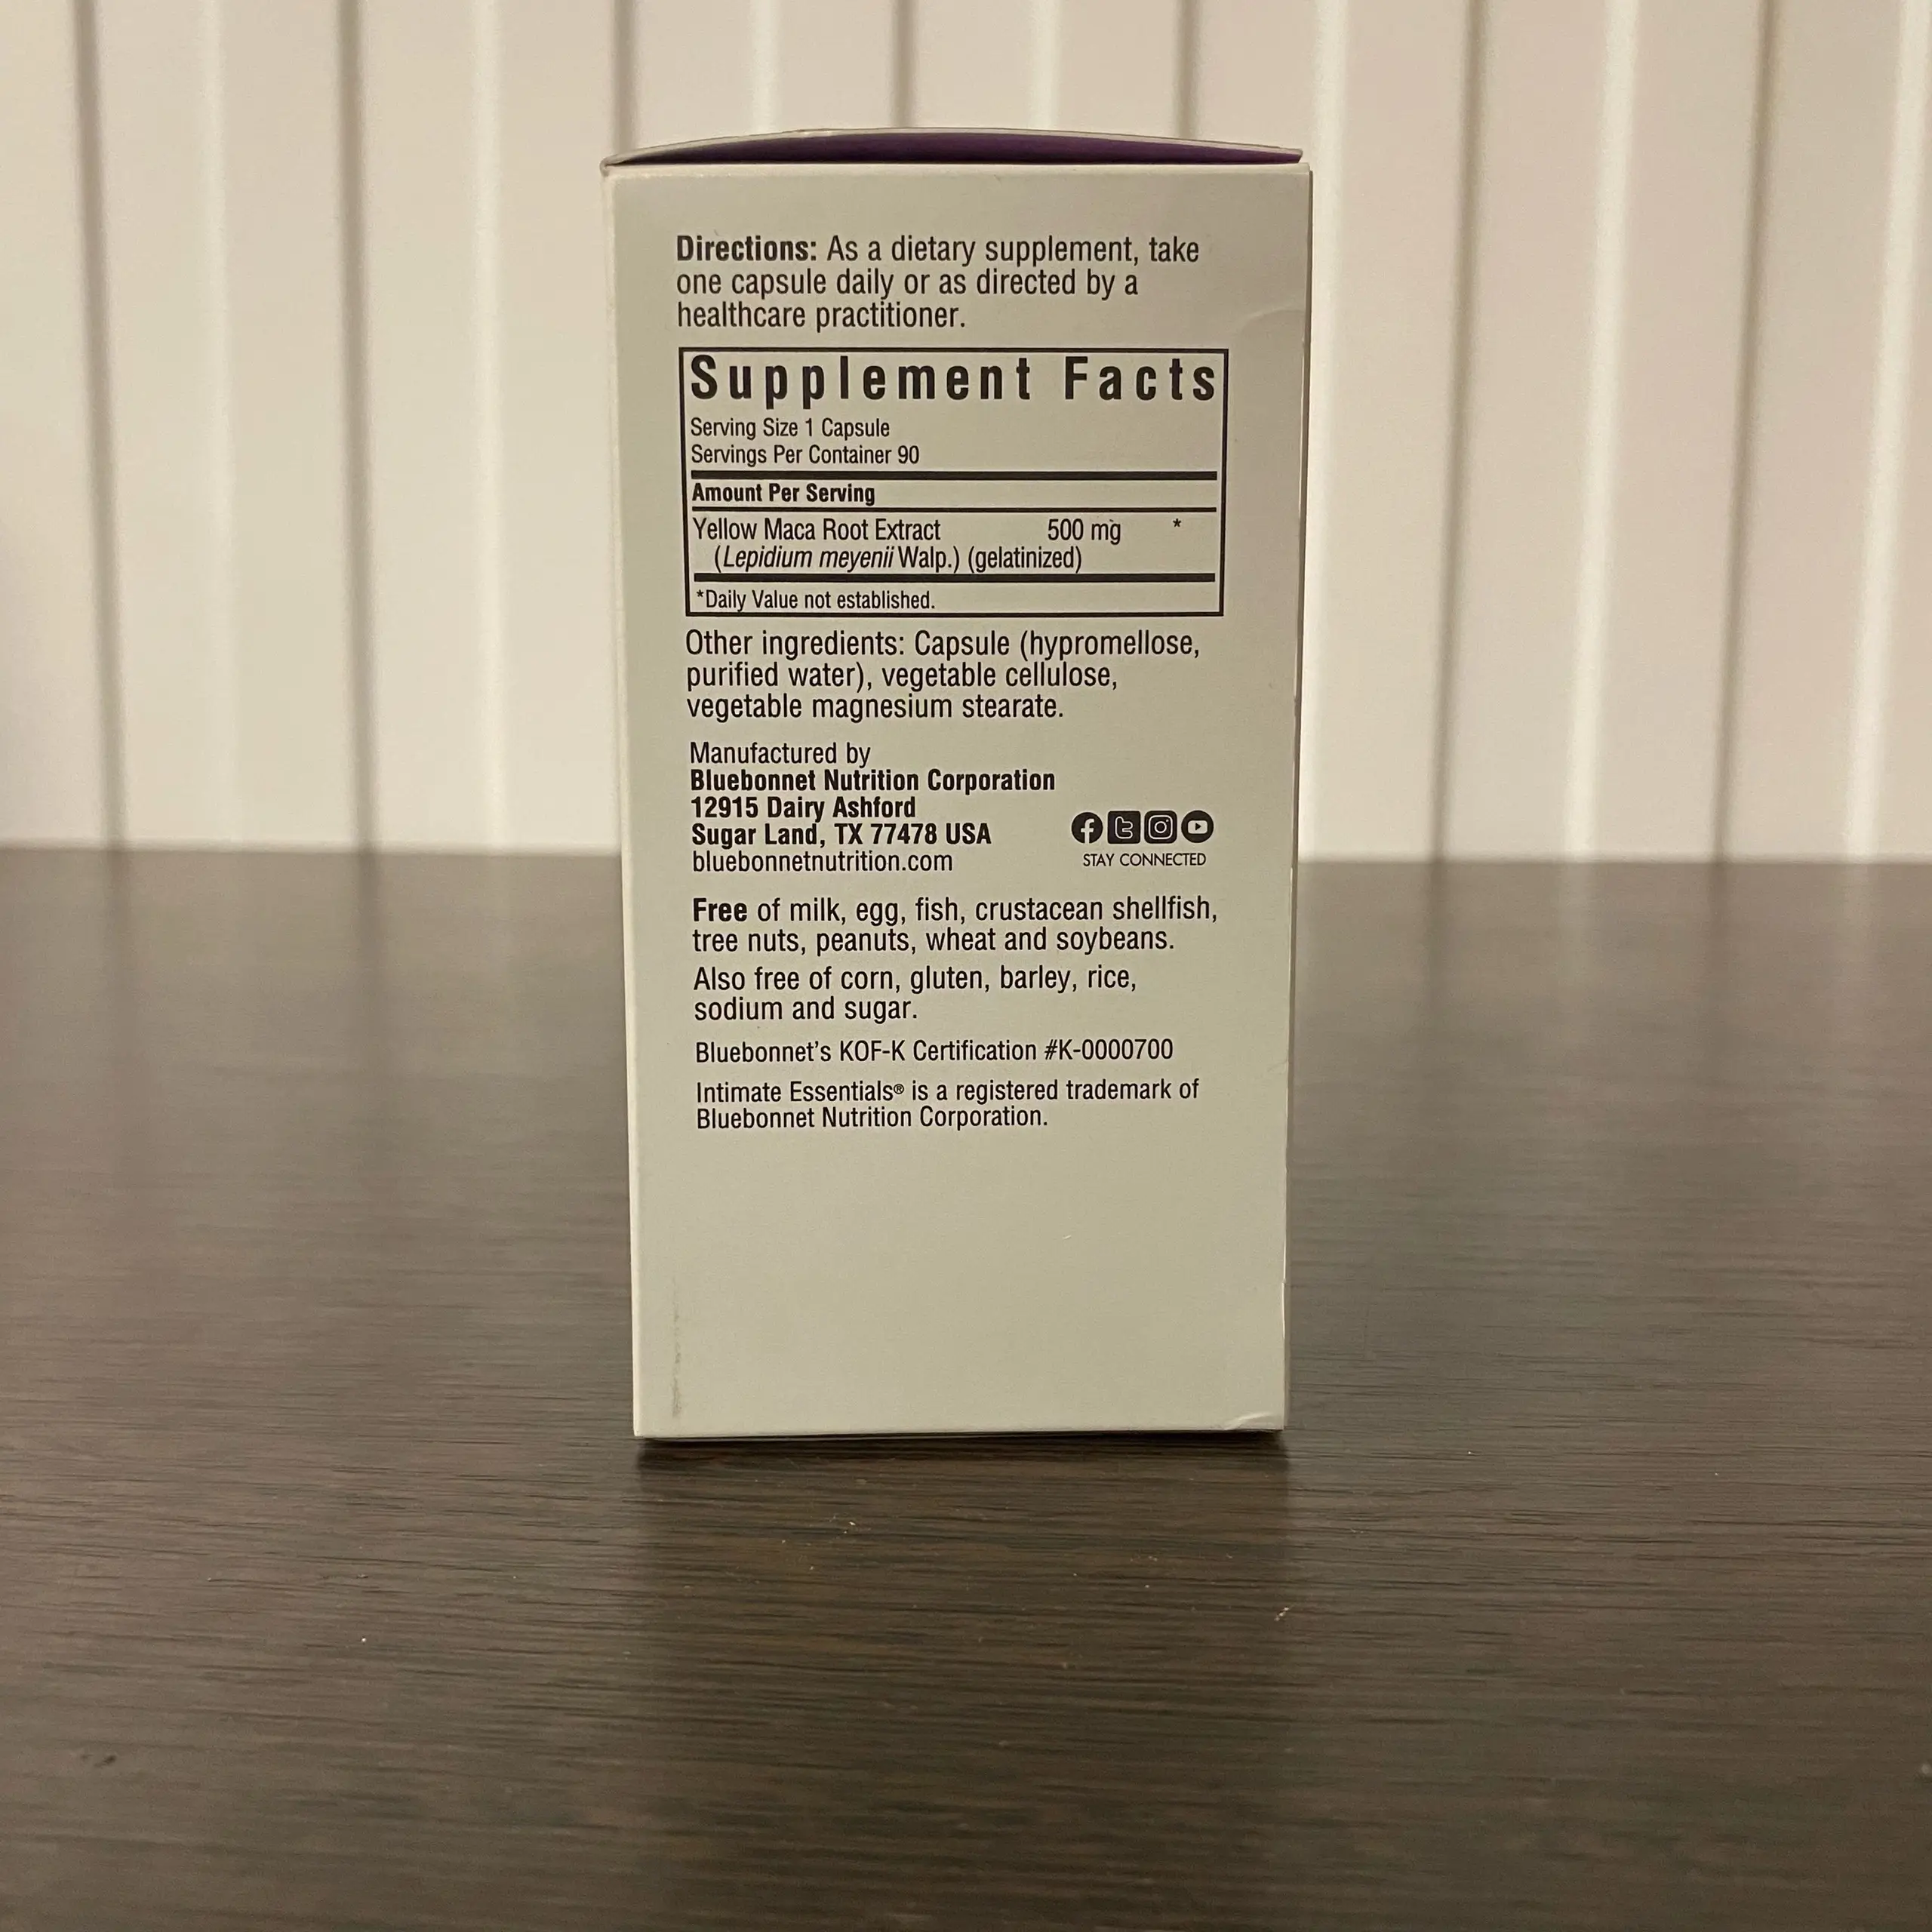 Directions: As a dietary supplement, take
one capsule daily or as directed by a
healthcare practitioner.
Supplement Facts
Serving Size 1 Capsule
Servings Per Container 90
Amount Per Serving
Yellow Maca Root Extract 500 mg *
(Lepidium meyenii Walp.) (gelatinized)
*Daily Value not established.
Other ingredients: Capsule (hypromellose,
purified water), vegetable cellulose,
vegetable magnesium stearate.
Manufactured by
Bluebonnet Nutrition Corporation
12915 Dairy Ashford
Sugar Land, TX 77478 USA
bluebonnetnutrition.com
STAY CONNECTED
Free of milk, egg, fish, crustacean shellfish,
tree nuts, peanuts, wheat and soybeans.
Also free of corn, gluten, barley, rice,
sodium and sugar.
Bluebonnet's KOF-K Certification #K-0000700
Intimate Essentials® is a registered trademark of
Bluebonnet Nutrition Corporation.